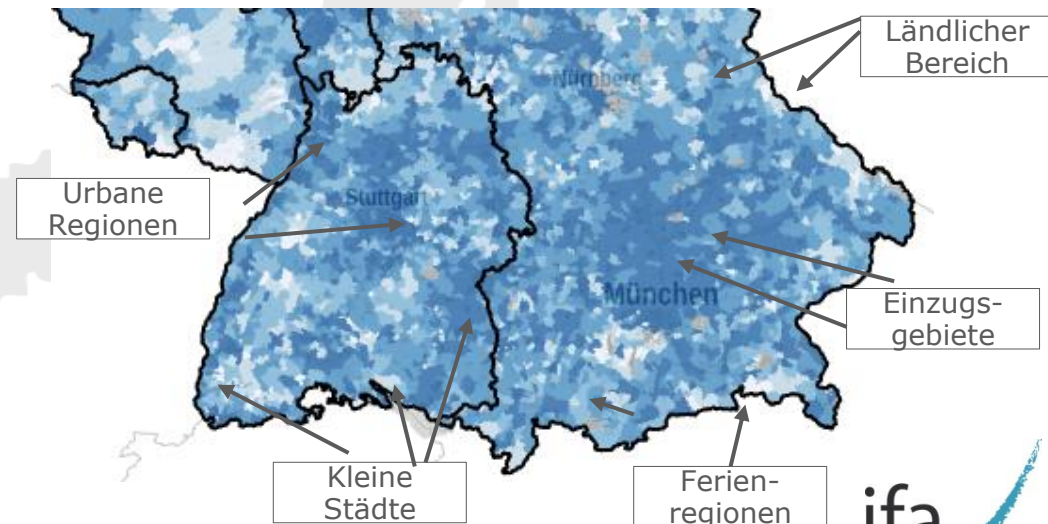 Ländlicher
Bereich
Nürnberg
Urbane
Regionen
Stuttgart
München
Einzugs-
gebiete
Kleine
Städte
Ferien-
regionen
ifa